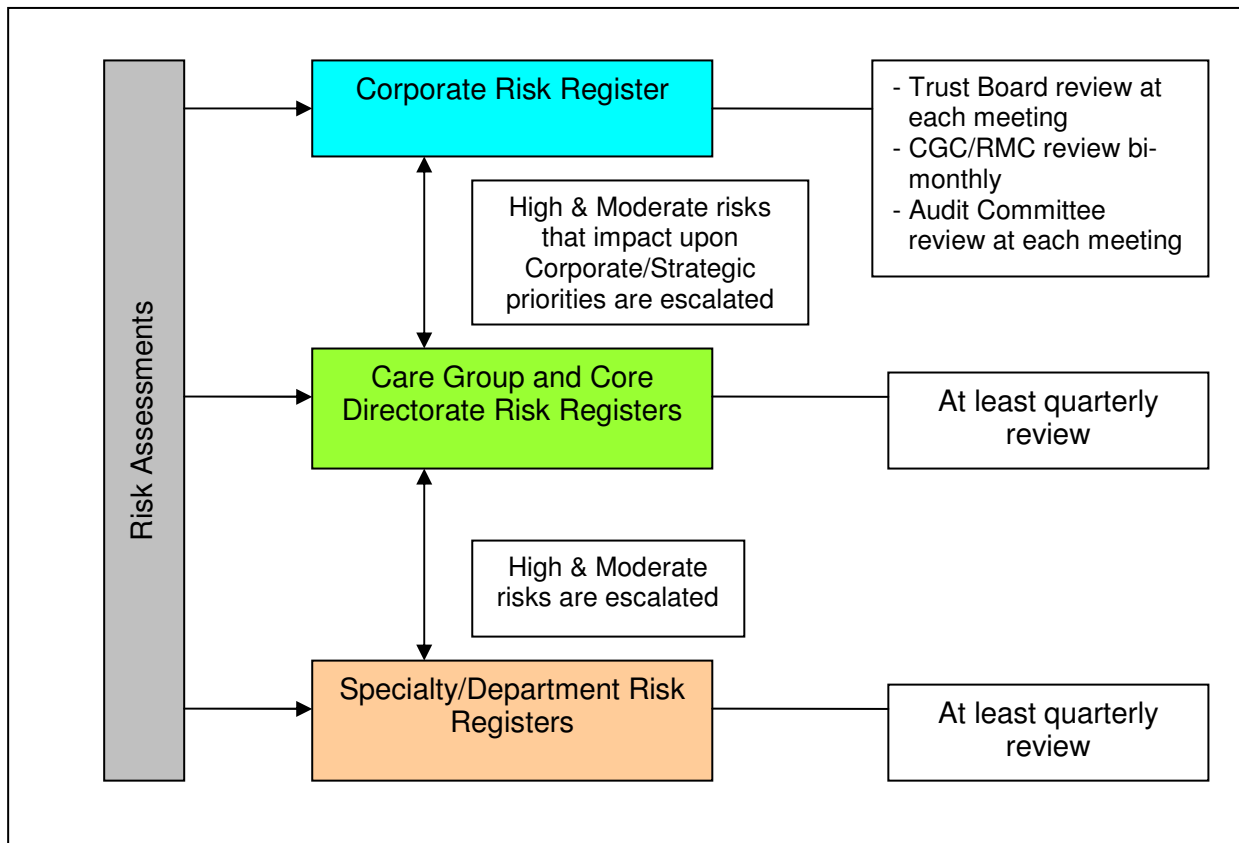 Risk Assessments
Corporate Risk Register
- Trust Board review at
each meeting
- CGC/RMC review bi-
monthly
- Audit Committee
review at each meeting
High & Moderate risks
that impact upon
Corporate/Strategic
priorities are escalated
Care Group and Core
Directorate Risk Registers
At least quarterly
review
High & Moderate
risks are escalated
Specialty/Department Risk
Registers
At least quarterly
review